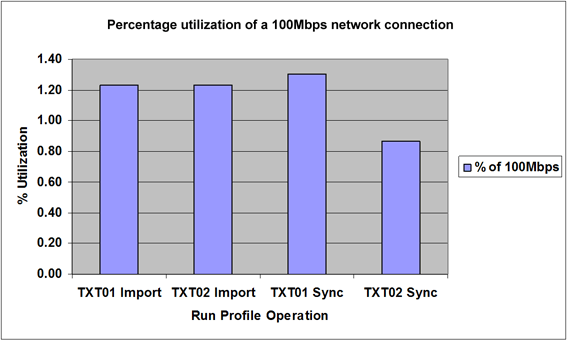 Percentage utilization of a 100Mbps network connection
1.40
1.20
1.00
0.80
0.60
0.40
0.20
0.00
% Utilization
TXT01 Import TXT02 Import TXT01 Sync TXT02 Sync
Run Profile Operation
% of 100Mbps